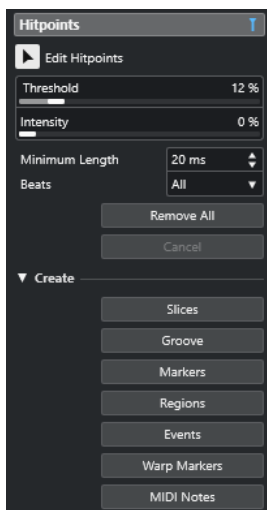 Hitpoints
Edit Hitpoints
Threshold 12 %
Intensity 0 %
Minimum Length 20 ms
Beats All
Remove All
Cancel
Create
Slices
Groove
Markers
Regions
Events
Warp Markers
MIDI Notes